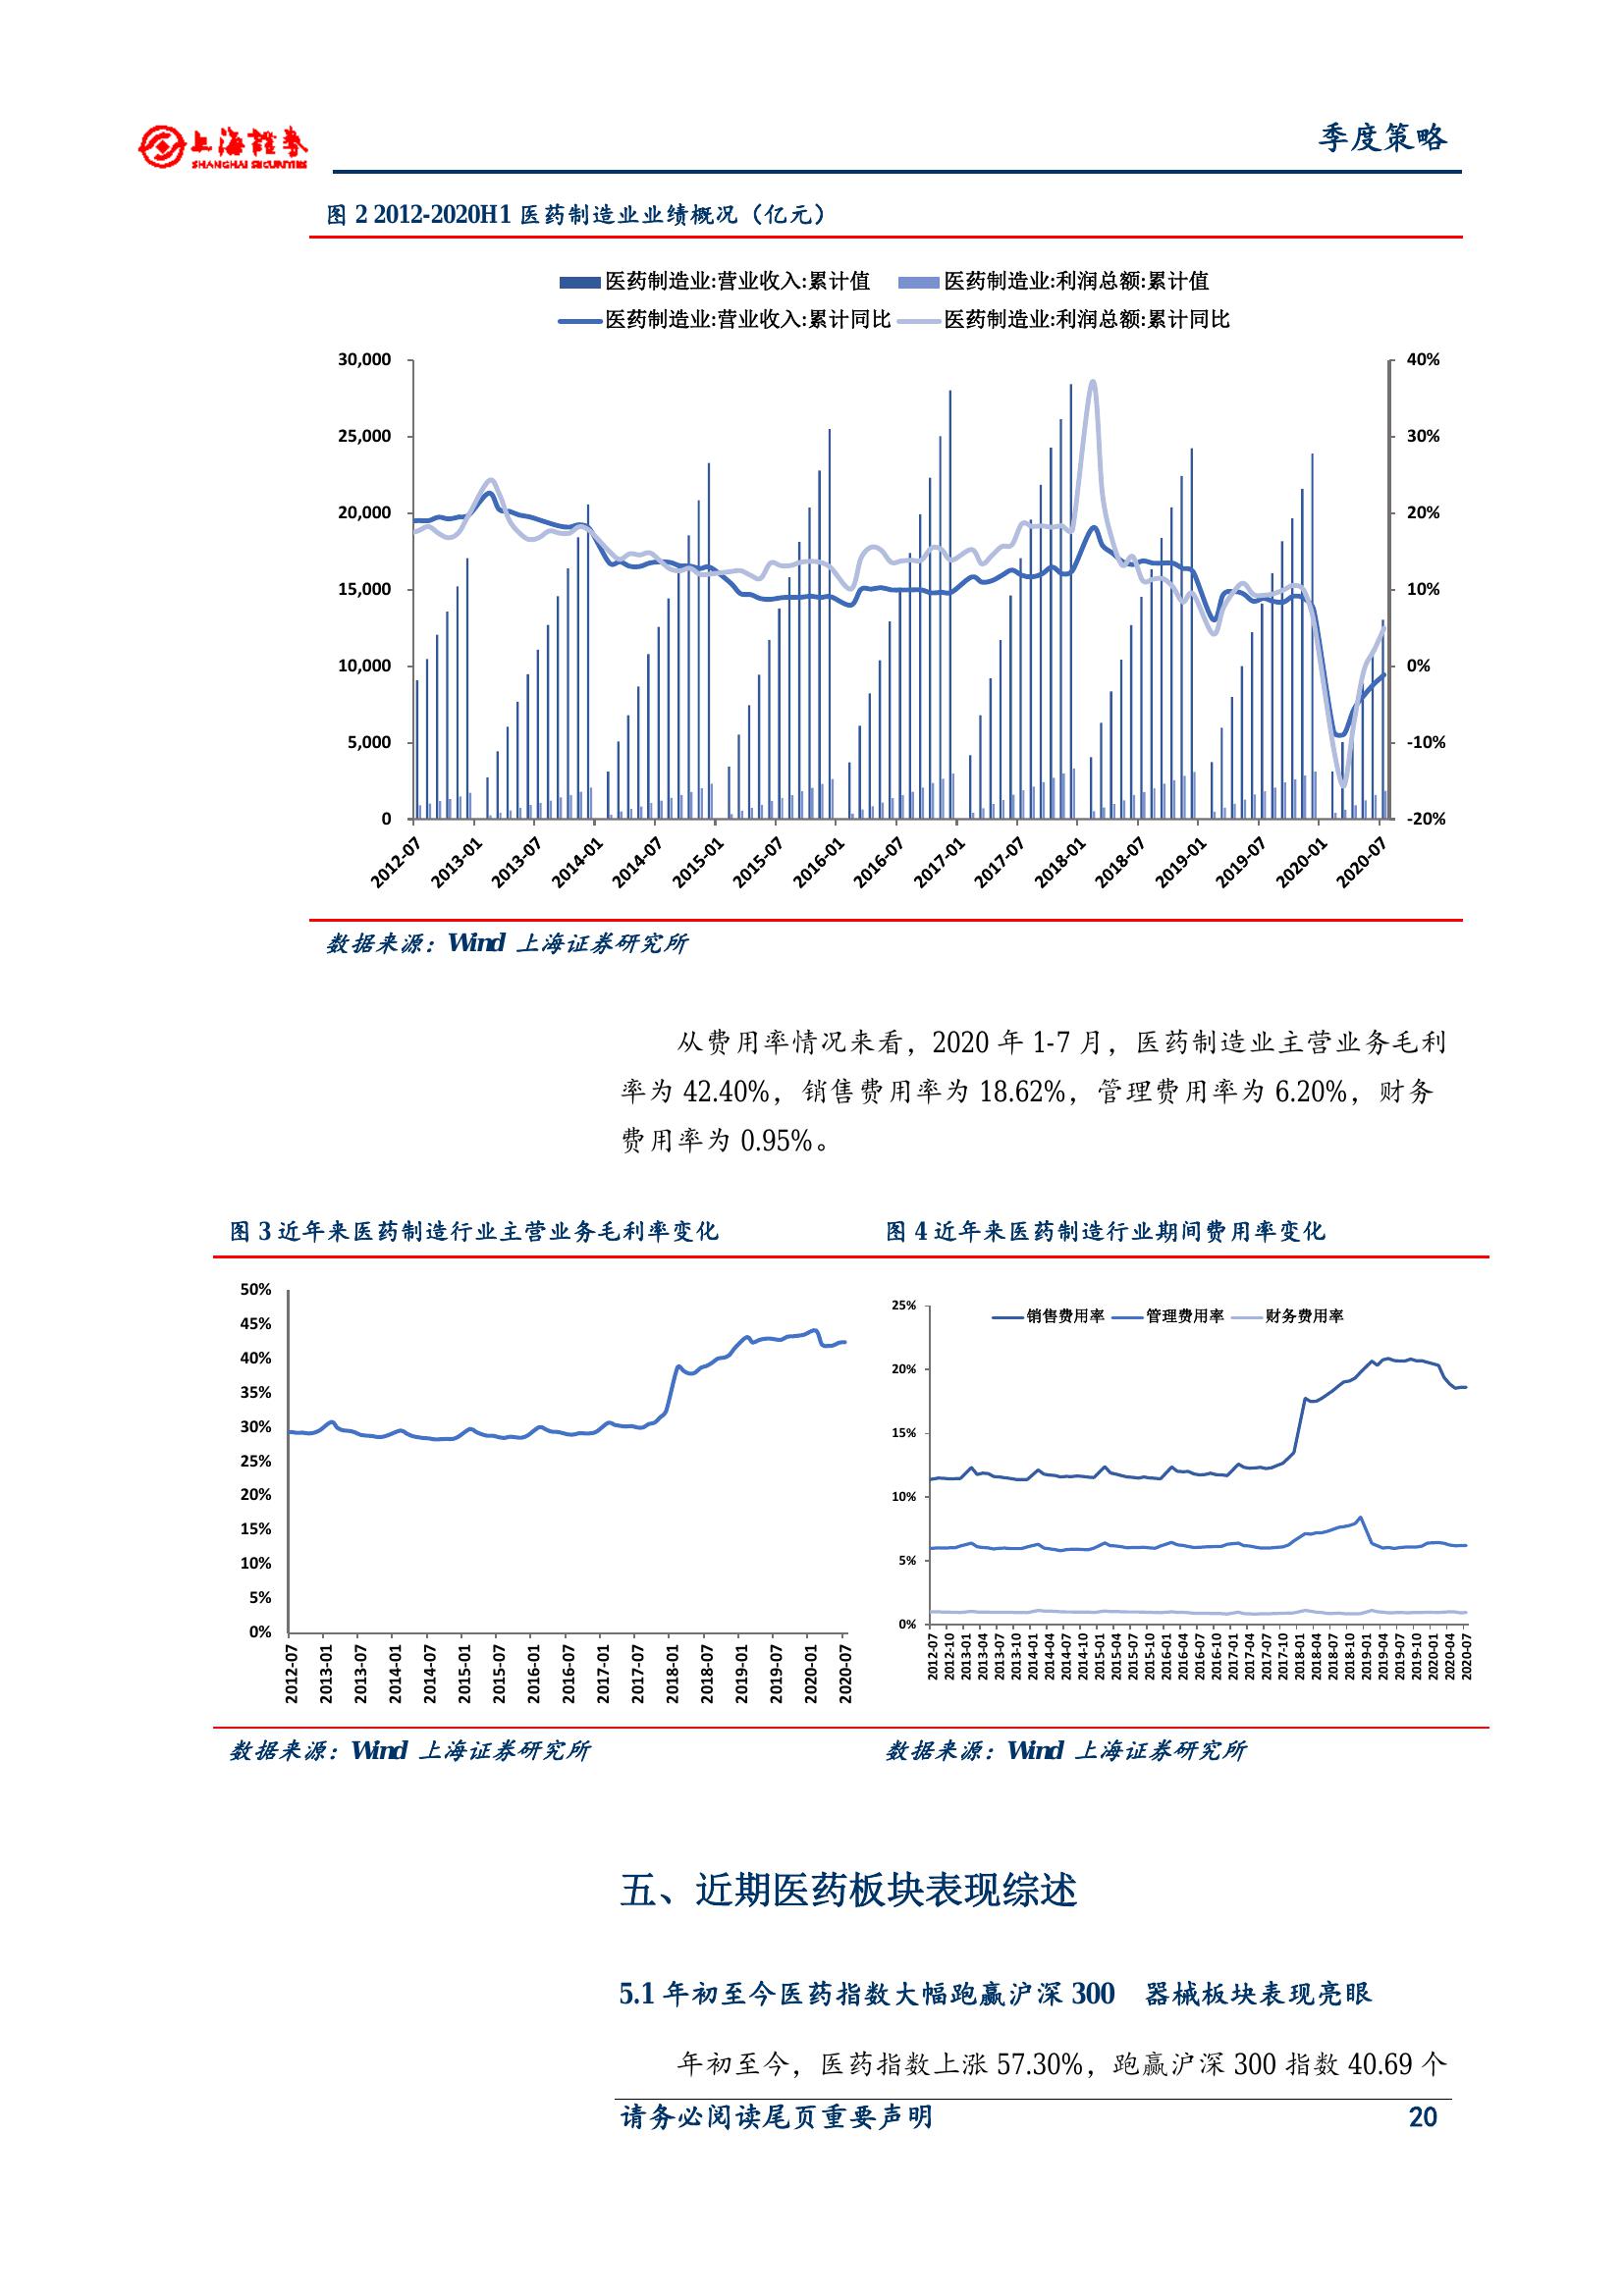 上海證券
SHANGHAI SECURITIES
季度策略
图 2 2012-2020H1 医药制造业业绩概况（亿元）
医药制造业:营业收入:累计值 医药制造业:利润总额:累计值
医药制造业:营业收入:累计同比 医药制造业:利润总额:累计同比
30,000 40%
25,000 30%
20,000 20%
15,000 10%
10,000 0%
5,000 -10%
0 -20%
2012-07 2013-01 2013-07 2014-01 2014-07 2015-01 2015-07 2016-01 2016-07 2017-01 2017-07 2018-01 2018-07 2019-01 2019-07 2020-01 2020-07
数据来源：Wind 上海证券研究所
从费用率情况来看，2020 年 1-7 月，医药制造业主营业务毛利
率为 42.40%，销售费用率为 18.62%，管理费用率为 6.20%，财务
费用率为 0.95%。
图 3 近年来医药制造行业主营业务毛利率变化
50%
45%
40%
35%
30%
25%
20%
15%
10%
5%
0%
2012-07 2013-01 2013-07 2014-01 2014-07 2015-01 2015-07 2016-01 2016-07 2017-01 2017-07 2018-01 2018-07 2019-01 2019-07 2020-01 2020-07
数据来源：Wind 上海证券研究所
图 4 近年来医药制造行业期间费用率变化
销售费用率 管理费用率 财务费用率
25%
20%
15%
10%
5%
0%
2012-07 2012-10 2013-01 2013-04 2013-07 2013-10 2014-01 2014-04 2014-07 2014-10 2015-01 2015-04 2015-07 2015-10 2016-01 2016-04 2016-07 2016-10 2017-01 2017-04 2017-07 2017-10 2018-01 2018-04 2018-07 2018-10 2019-01 2019-04 2019-07 2019-10 2020-01 2020-04 2020-07
数据来源：Wind 上海证券研究所
五、近期医药板块表现综述
5.1 年初至今医药指数大幅跑赢沪深 300 器械板块表现亮眼
年初至今，医药指数上涨 57.30%，跑赢沪深 300 指数 40.69 个
请务必阅读尾页重要声明 20